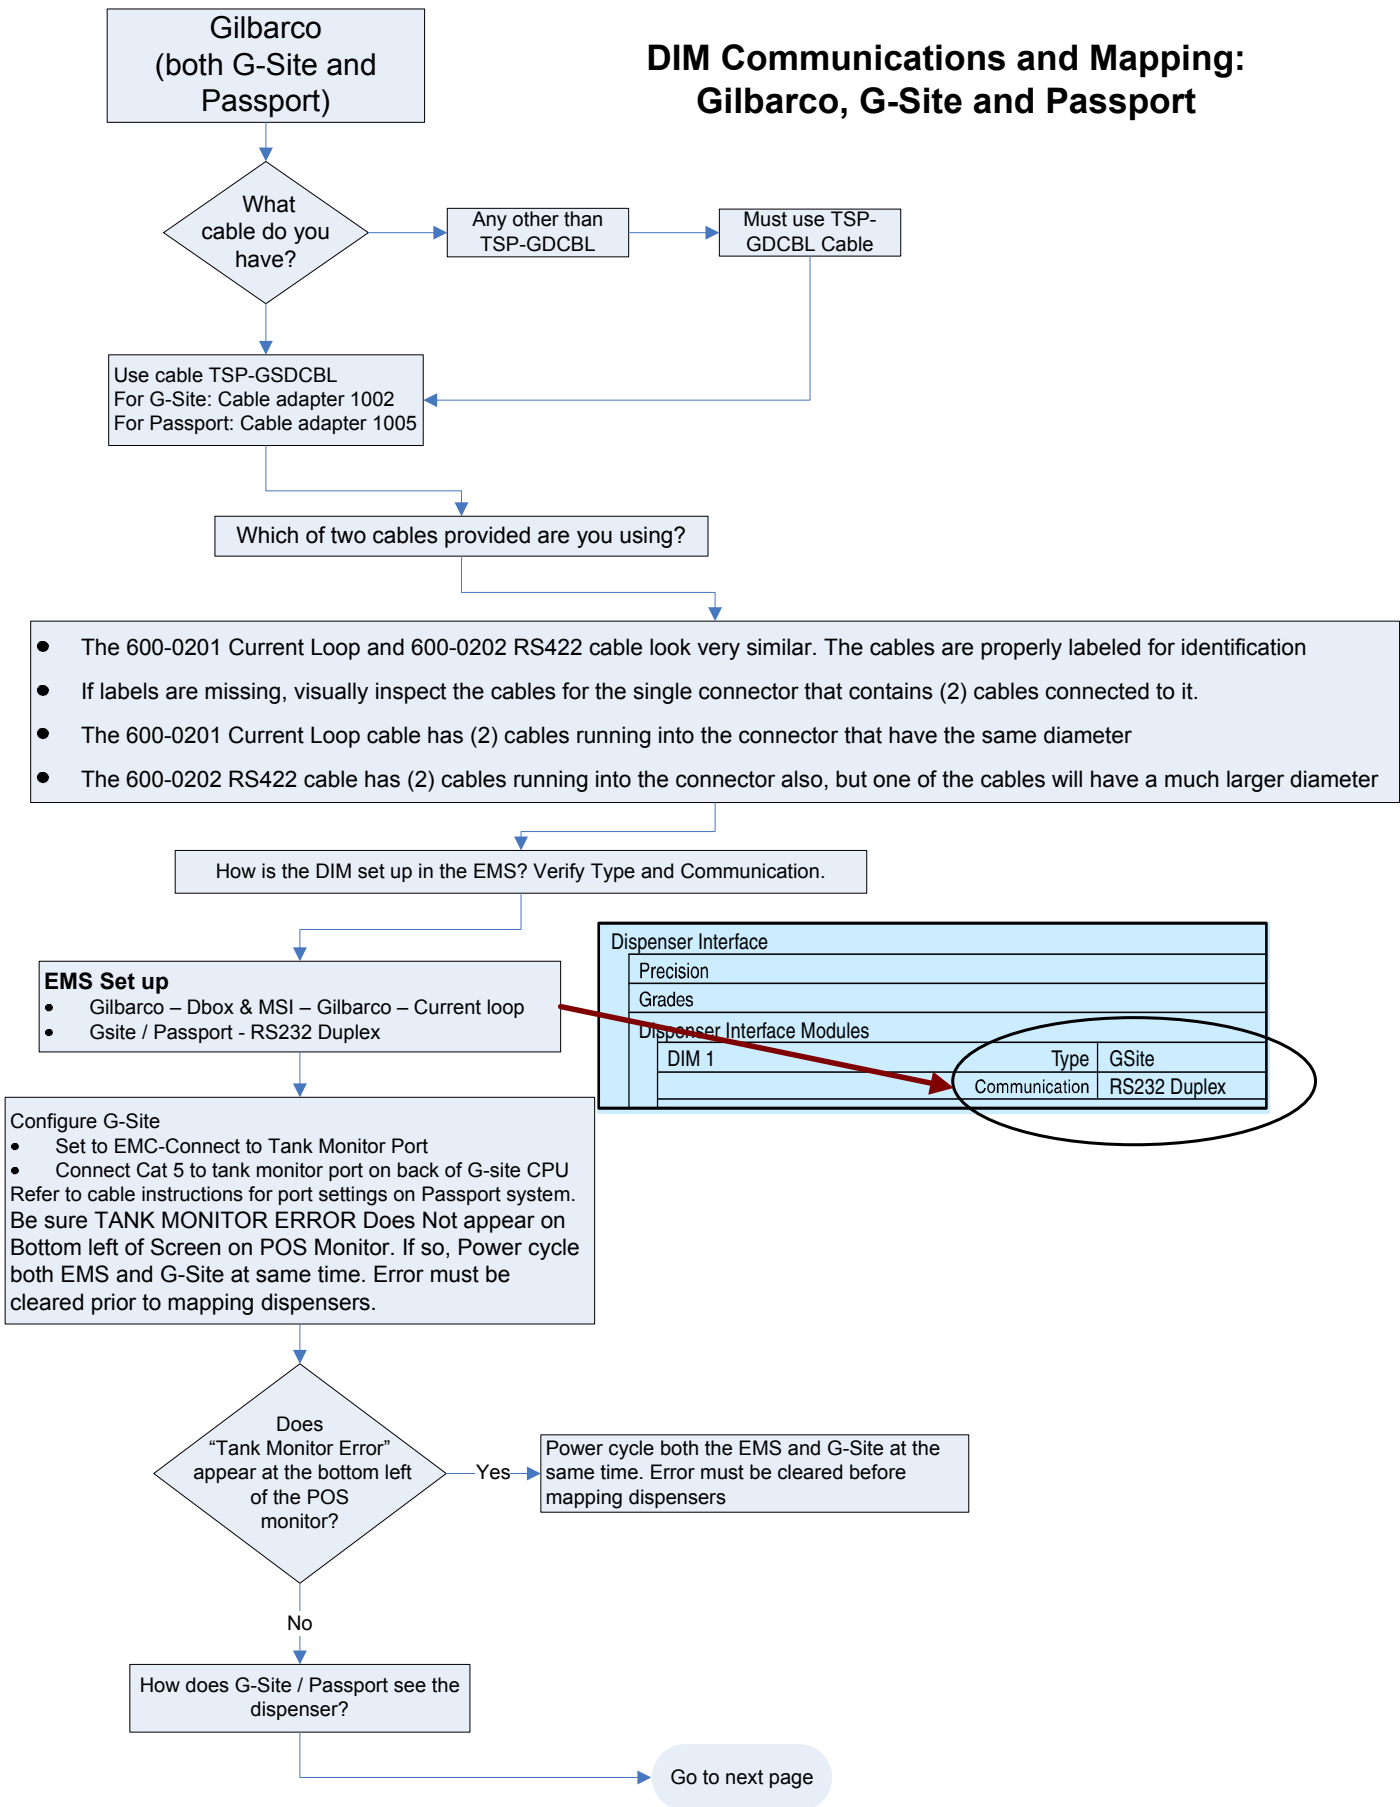 Gilbarco
(both G-Site and
Passport)
DIM Communications and Mapping:
Gilbarco, G-Site and Passport
What
cable do you
have?
Any other than
TSP-GDCBL
Must use TSP-
GDCBL Cable
Use cable TSP-GSDCBL
For G-Site: Cable adapter 1002
For Passport: Cable adapter 1005
Which of two cables provided are you using?
• The 600-0201 Current Loop and 600-0202 RS422 cable look very similar. The cables are properly labeled for identification
• If labels are missing, visually inspect the cables for the single connector that contains (2) cables connected to it.
• The 600-0201 Current Loop cable has (2) cables running into the connector that have the same diameter
• The 600-0202 RS422 cable has (2) cables running into the connector also, but one of the cables will have a much larger diameter
How is the DIM set up in the EMS? Verify Type and Communication.
EMS Set up
• Gilbarco – Dbox & MSI – Gilbarco – Current loop
• Gsite / Passport - RS232 Duplex
Dispenser Interface
Precision
Grades
Dispenser Interface Modules
DIM 1 Type GSite
Communication RS232 Duplex
Configure G-Site
• Set to EMC-Connect to Tank Monitor Port
• Connect Cat 5 to tank monitor port on back of G-site CPU
Refer to cable instructions for port settings on Passport system.
Be sure TANK MONITOR ERROR Does Not appear on
Bottom left of Screen on POS Monitor. If so, Power cycle
both EMS and G-Site at same time. Error must be
cleared prior to mapping dispensers.
Does
“Tank Monitor Error”
appear at the bottom left
of the POS
monitor?
Yes
Power cycle both the EMS and G-Site at the
same time. Error must be cleared before
mapping dispensers
No
How does G-Site / Passport see the
dispenser?
Go to next page